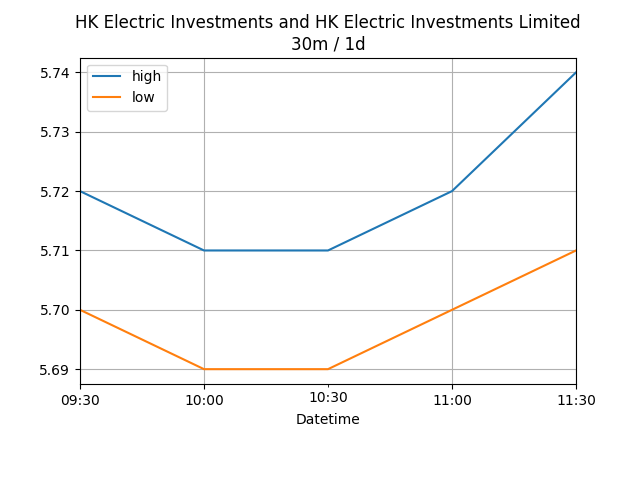 HK Electric Investments and HK Electric Investments Limited
30m / 1d
high
low
5.74
5.73
5.72
5.71
5.70
5.69
09:30
10:00
10:30
11:00
11:30
Datetime